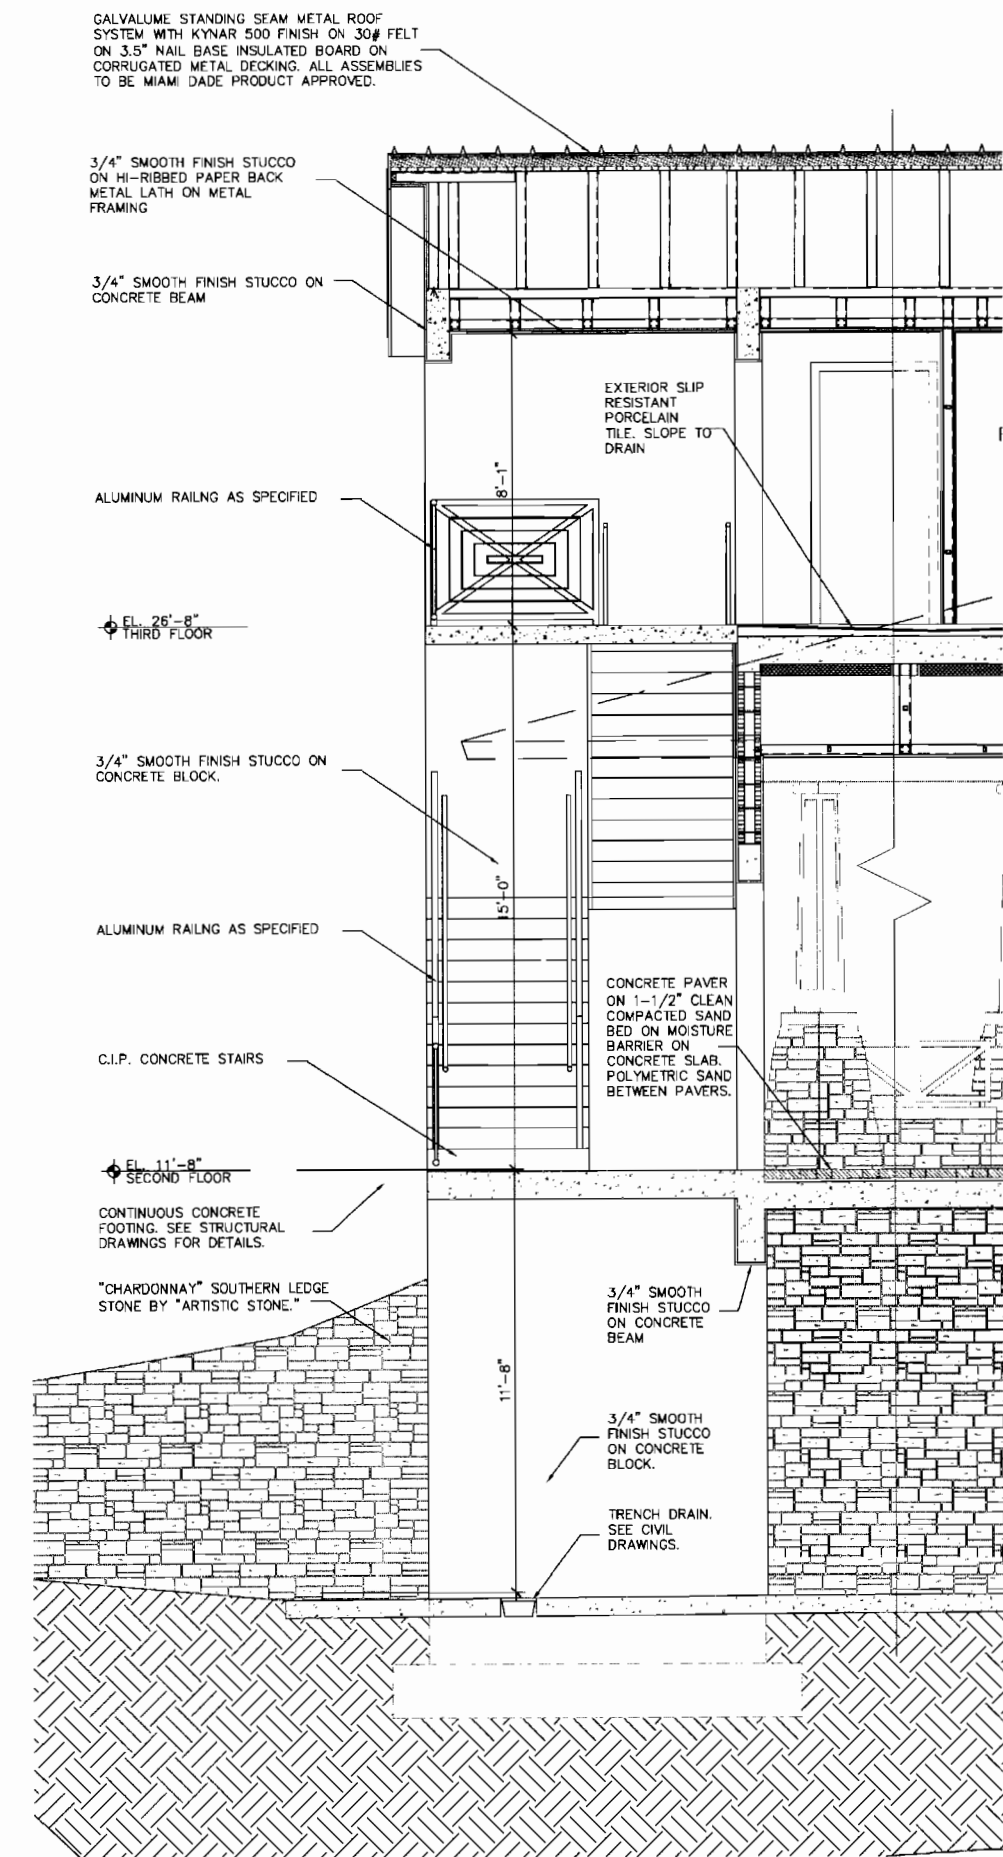 GALVALUME STANDING SEAM METAL ROOF
SYSTEM WITH KYNAR 500 FINISH ON 30# FELT
ON 3.5" NAIL BASE INSULATED BOARD ON
CORRUGATED METAL DECKING. ALL ASSEMBLIES
TO BE MIAMI DADE PRODUCT APPROVED.
3/4" SMOOTH FINISH STUCCO
ON HI-RIBBED PAPER BACK
METAL LATH ON METAL
FRAMING
3/4" SMOOTH FINISH STUCCO ON
CONCRETE BEAM
EXTERIOR SLIP
RESISTANT
PORCELAIN
TILE. SLOPE TO
DRAIN
8'-1"
ALUMINUM RAILNG AS SPECIFIED
EL. 26'-8"
THIRD FLOOR
3/4" SMOOTH FINISH STUCCO ON
CONCRETE BLOCK.
15'-0"
ALUMINUM RAILNG AS SPECIFIED
CONCRETE PAVER
ON 1-1/2" CLEAN
COMPACTED SAND
BED ON MOISTURE
BARRIER ON
CONCRETE SLAB.
POLYMETRIC SAND
BETWEEN PAVERS.
C.I.P. CONCRETE STAIRS
EL. 11'-8"
SECOND FLOOR
CONTINUOUS CONCRETE
FOOTING. SEE STRUCTURAL
DRAWINGS FOR DETAILS.
"CHARDONNAY" SOUTHERN LEDGE
STONE BY "ARTISTIC STONE."
3/4" SMOOTH
FINISH STUCCO
ON CONCRETE
BEAM
11'-8"
3/4" SMOOTH
FINISH STUCCO
ON CONCRETE
BLOCK.
TRENCH DRAIN.
SEE CIVIL
DRAWINGS.